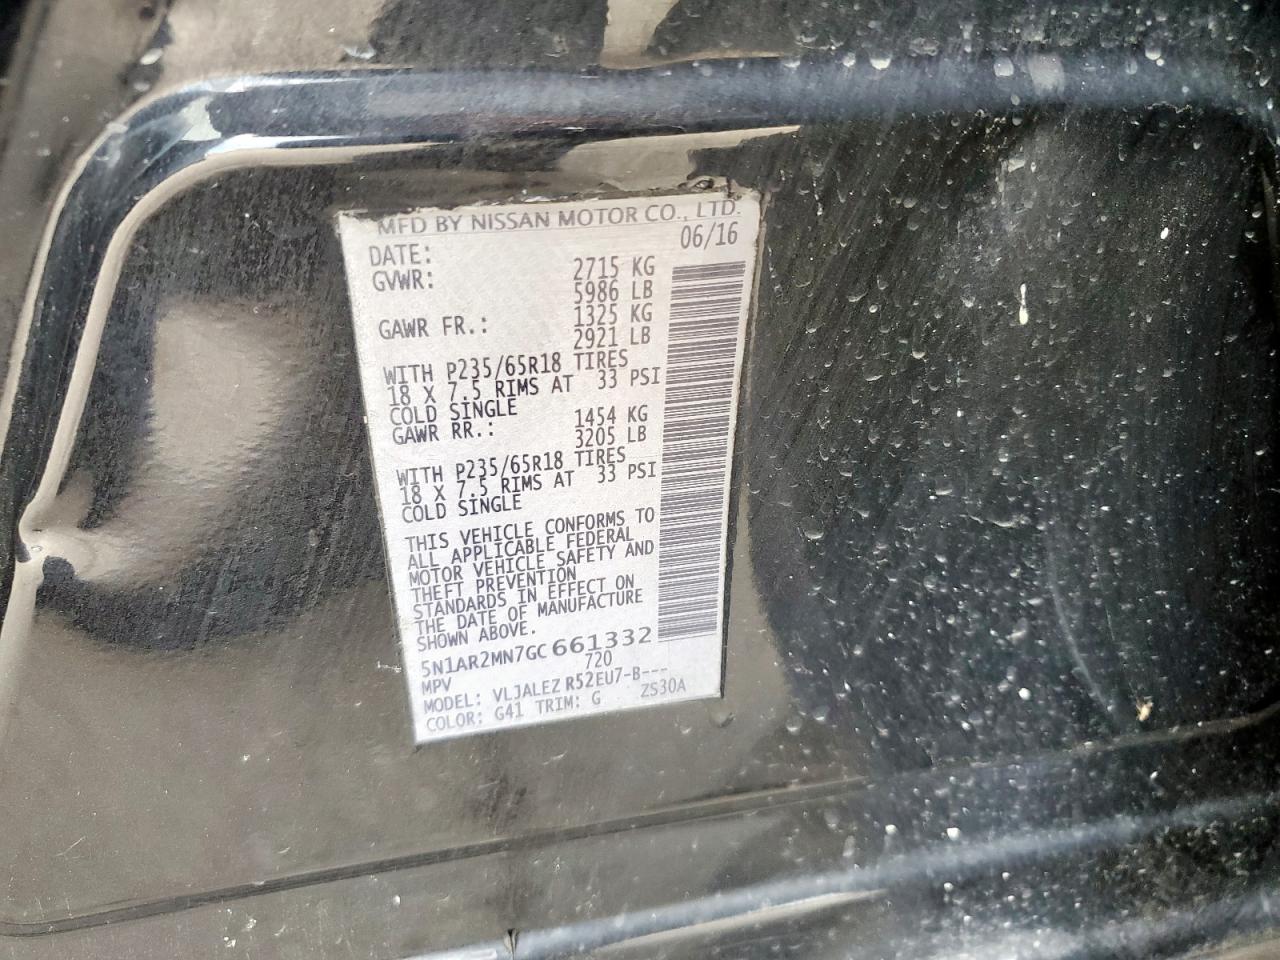 MFD BY NISSAN MOTOR CO., LTD.
DATE: 06/16
GVWR: 2715 KG
5986 LB
GAWR FR.: 1325 KG
2921 LB
WITH P235/65R18 TIRES
18 X 7.5 RIMS AT 33 PSI
COLD SINGLE
GAWR RR.: 1454 KG
3205 LB
WITH P235/65R18 TIRES
18 X 7.5 RIMS AT 33 PSI
COLD SINGLE
THIS VEHICLE CONFORMS TO
ALL APPLICABLE FEDERAL
MOTOR VEHICLE SAFETY AND
THEFT PREVENTION
STANDARDS IN EFFECT ON
THE DATE OF MANUFACTURE
SHOWN ABOVE.
5N1AR2MN7GC661332
MPV 720
MODEL: VLJALEZ R52EU7-B---
COLOR: G41 TRIM: G ZS30A